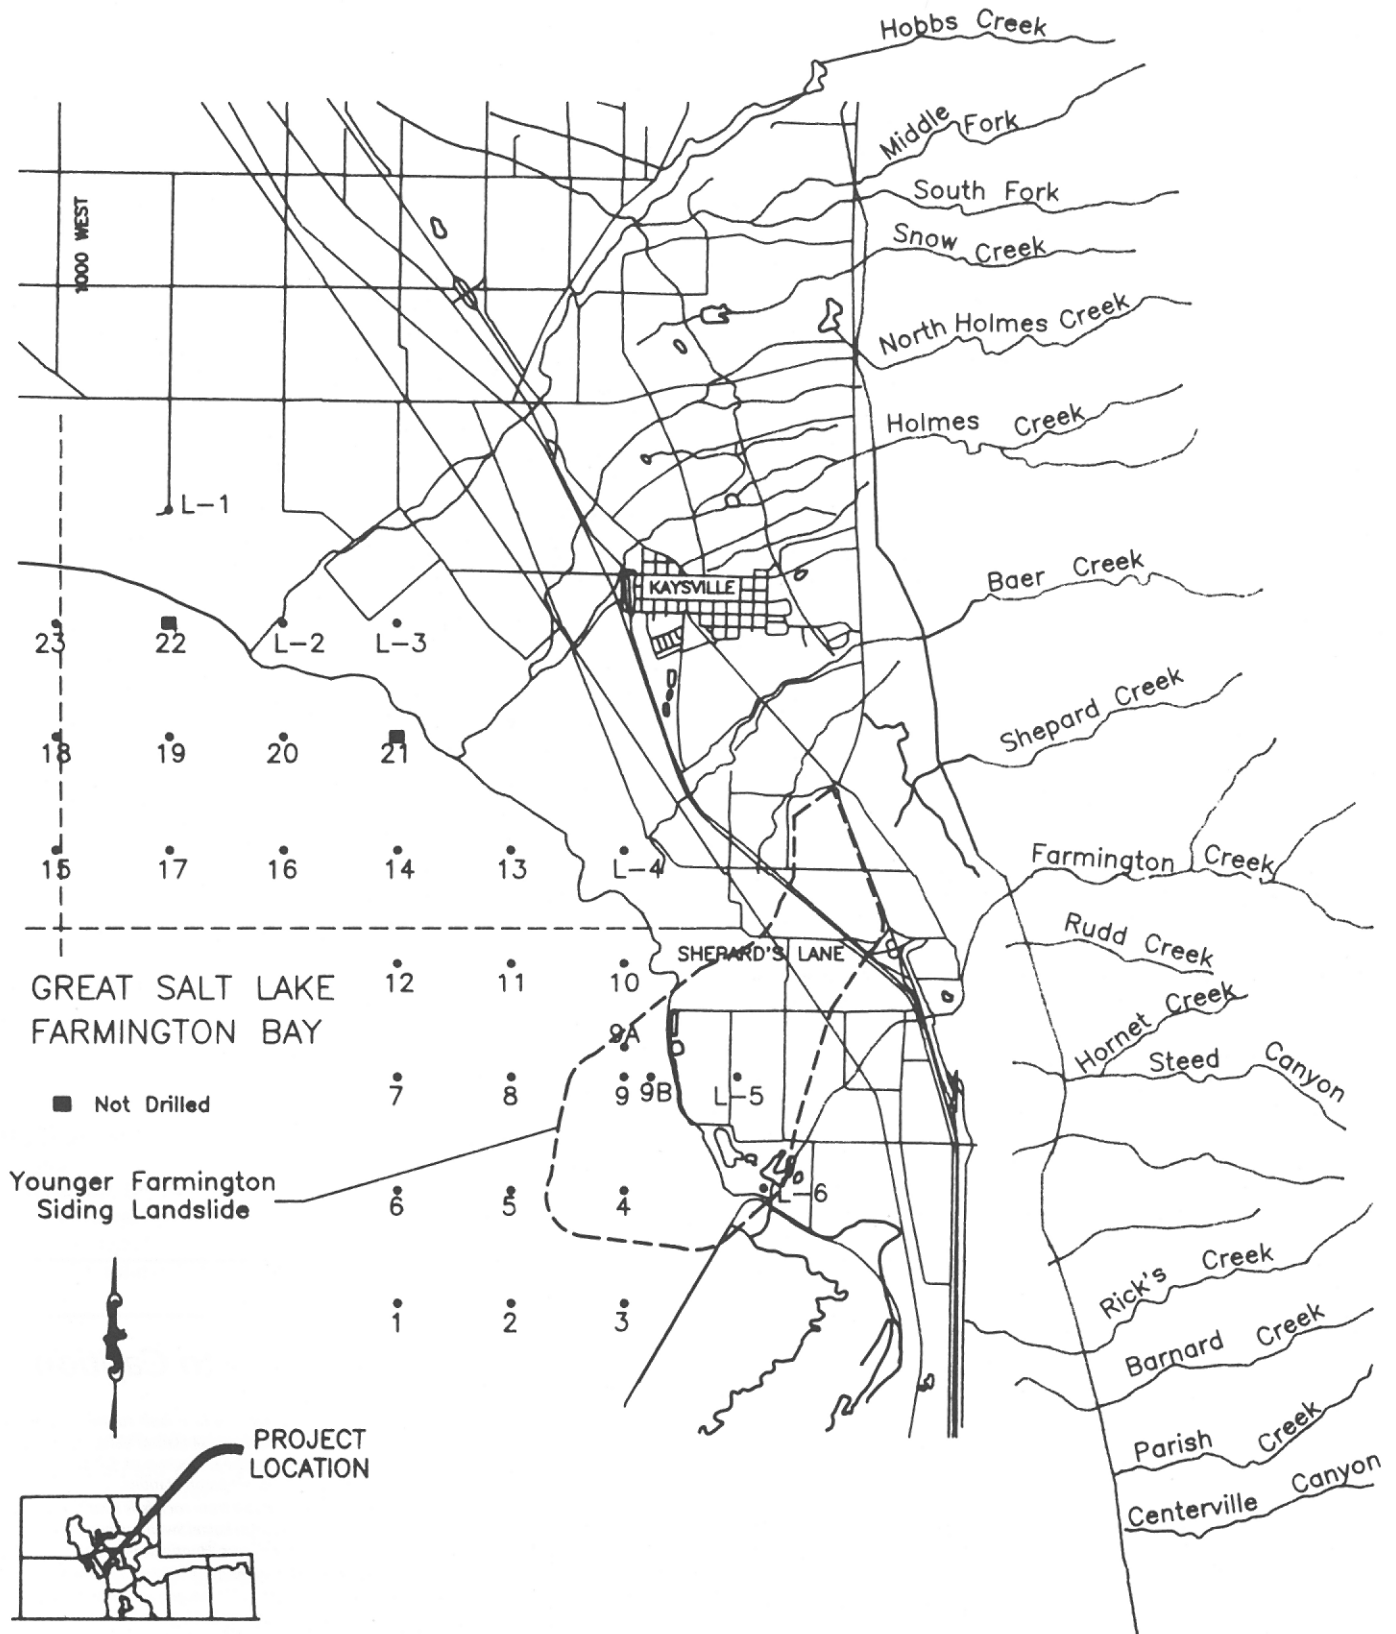 Hobbs Creek
Middle Fork
South Fork
1000 WEST
Snow Creek
North Holmes Creek
Holmes Creek
L-1
Baer Creek
KAYSVILLE
23
22
L-2
L-3
Shepard Creek
18
19
20
21
15
17
16
14
13
L-4
Farmington Creek
Rudd Creek
SHEPARD'S LANE
GREAT SALT LAKE
FARMINGTON BAY
12
11
10
Hornet Creek
9A
Steed Canyon
Not Drilled
7
8
9
9B
L-5
Younger Farmington
Siding Landslide
6
5
4
L-6
Rick's Creek
1
2
3
Barnard Creek
PROJECT
LOCATION
Parish Creek
Centerville Canyon